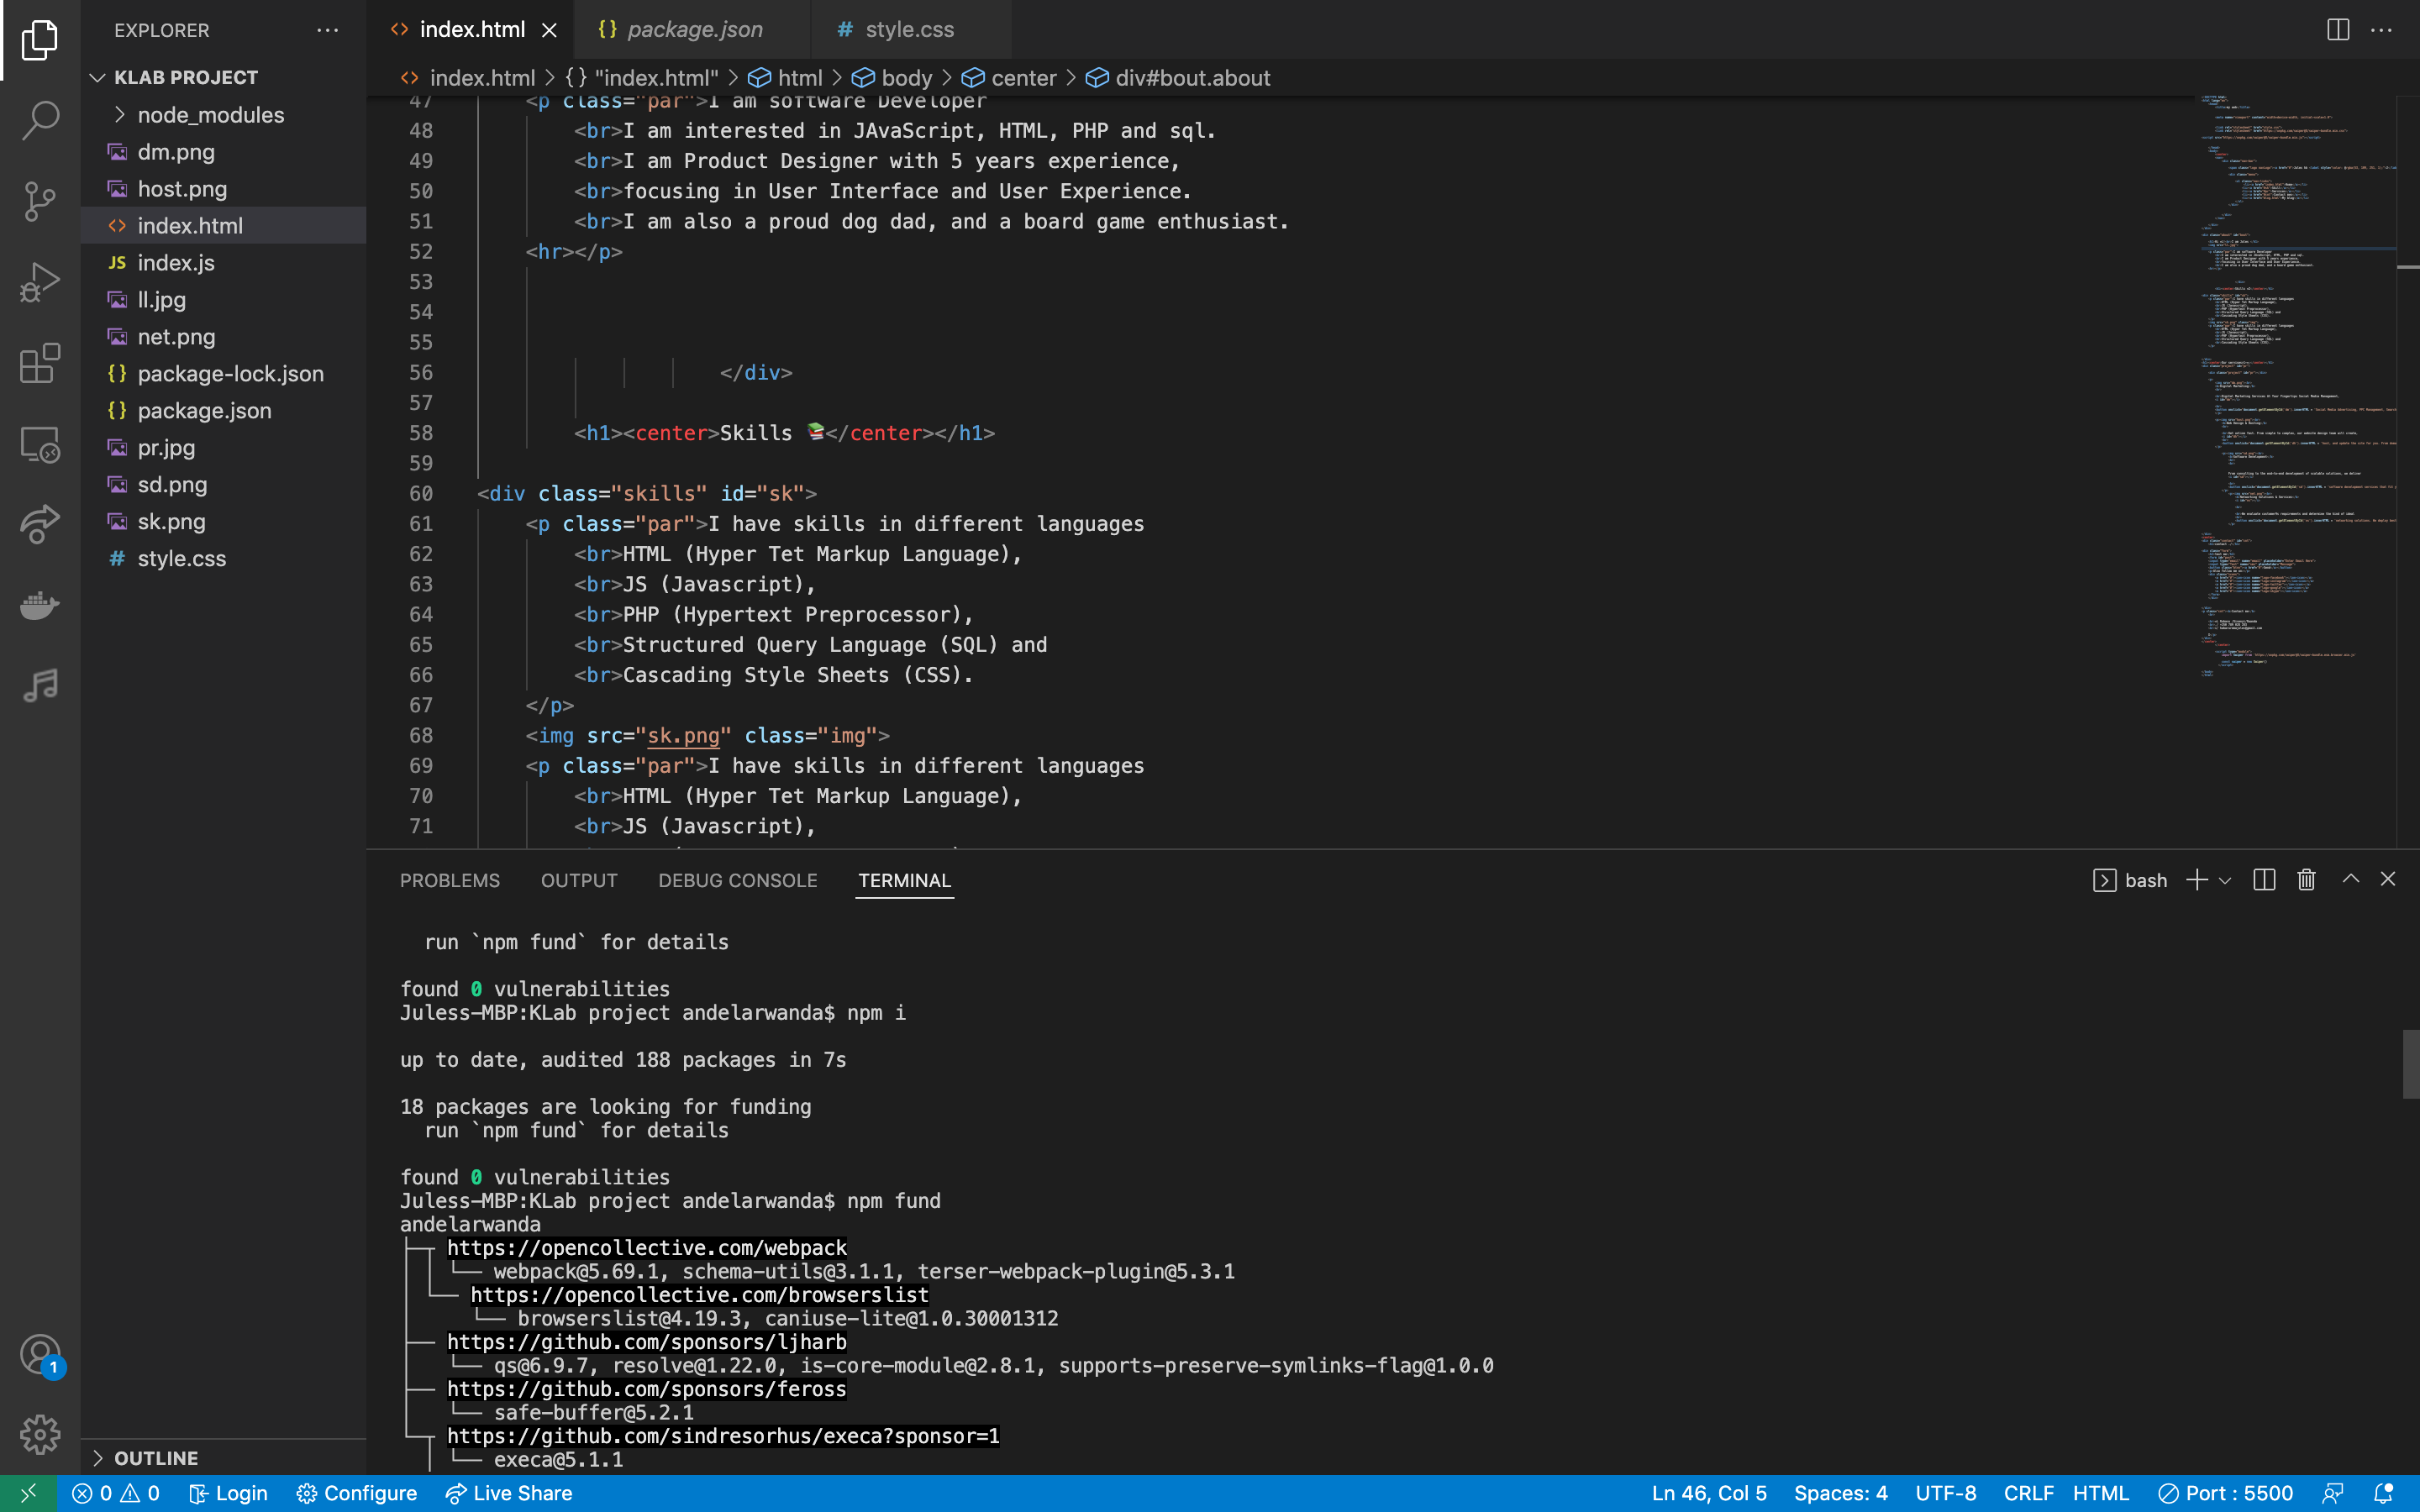 EXPLORER
KLAB PROJECT
node_modules
dm.png
host.png
index.html
JS index.js
ll.jpg
net.png
{} package-lock.json
{} package.json
pr.jpg
sd.png
sk.png
# style.css
OUTLINE
<> index.html
{} package.json
# style.css
<> index.html > {} "index.html" > html > body > center > div#bout.about
47 <p class="par">I am software Developer
48 <br>I am interested in JAvaScript, HTML, PHP and sql.
49 <br>I am Product Designer with 5 years experience,
50 <br>focusing in User Interface and User Experience.
51 <br>I am also a proud dog dad, and a board game enthusiast.
52 <hr></p>
53
54
55
56 </div>
57
58 <h1><center>Skills 📚</center></h1>
59
60 <div class="skills" id="sk">
61 <p class="par">I have skills in different languages
62 <br>HTML (Hyper Tet Markup Language),
63 <br>JS (Javascript),
64 <br>PHP (Hypertext Preprocessor),
65 <br>Structured Query Language (SQL) and
66 <br>Cascading Style Sheets (CSS).
67 </p>
68 <img src="sk.png" class="img">
69 <p class="par">I have skills in different languages
70 <br>HTML (Hyper Tet Markup Language),
71 <br>JS (Javascript),
PROBLEMS OUTPUT DEBUG CONSOLE TERMINAL
bash
run `npm fund` for details
found 0 vulnerabilities
Juless-MBP:KLab project andelarwanda$ npm i
up to date, audited 188 packages in 7s
18 packages are looking for funding
run `npm fund` for details
found 0 vulnerabilities
Juless-MBP:KLab project andelarwanda$ npm fund
andelarwanda
https://opencollective.com/webpack
webpack@5.69.1, schema-utils@3.1.1, terser-webpack-plugin@5.3.1
https://opencollective.com/browserslist
browserslist@4.19.3, caniuse-lite@1.0.30001312
https://github.com/sponsors/ljharb
qs@6.9.7, resolve@1.22.0, is-core-module@2.8.1, supports-preserve-symlinks-flag@1.0.0
https://github.com/sponsors/feross
safe-buffer@5.2.1
https://github.com/sindresorhus/execa?sponsor=1
execa@5.1.1
1
0 0 Login Configure Live Share
Ln 46, Col 5 Spaces: 4 UTF-8 CRLF HTML Port : 5500